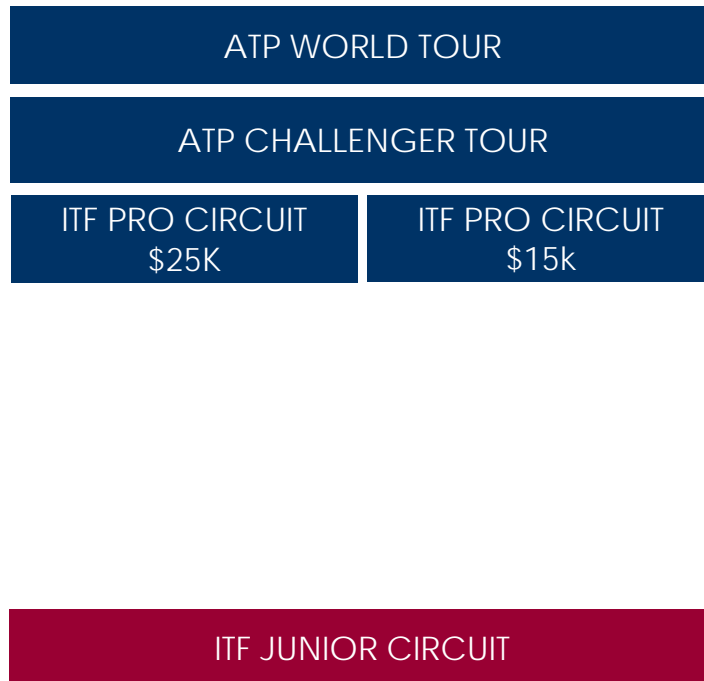 ATP WORLD TOUR
ATP CHALLENGER TOUR
ITF PRO CIRCUIT
$25K
ITF PRO CIRCUIT
$15k
ITF JUNIOR CIRCUIT